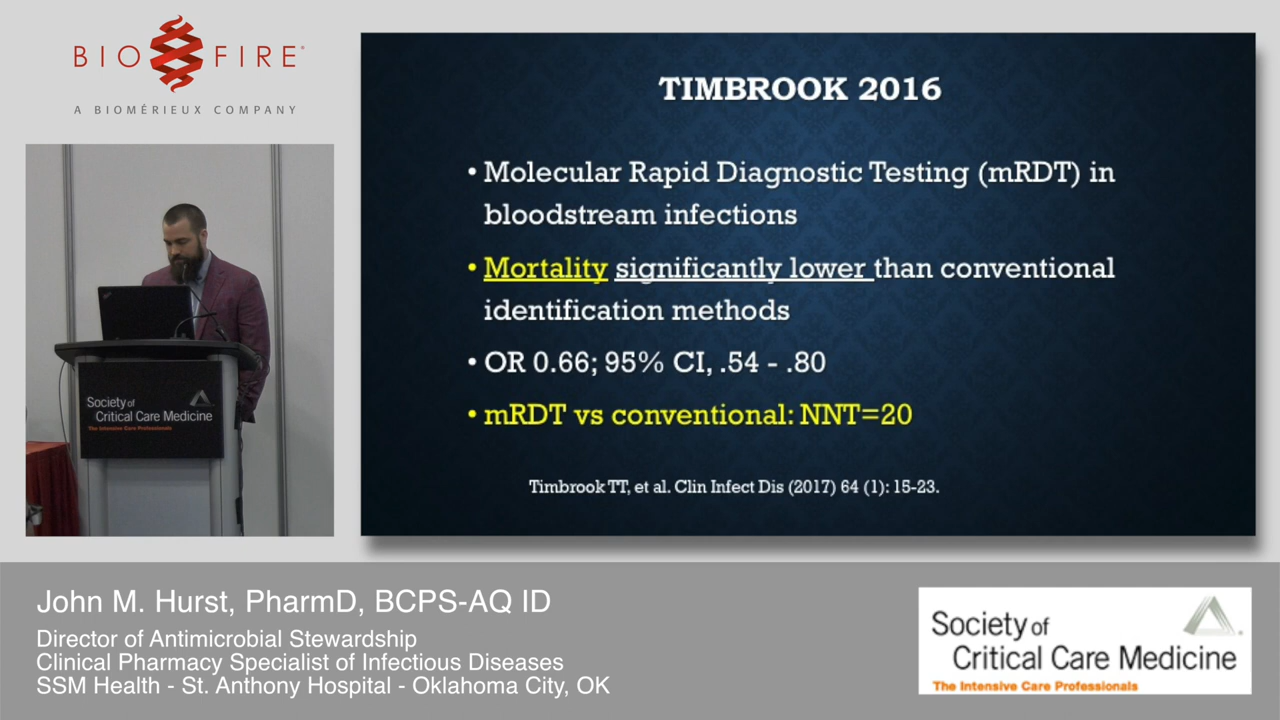 BIO FIRE
A BIOMÉRIEUX COMPANY
TIMBROOK 2016
• Molecular Rapid Diagnostic Testing (mRDT) in
bloodstream infections
• Mortality significantly lower than conventional
identification methods
• OR 0.66; 95% CI, .54 - .80
• mRDT vs conventional: NNT=20
Timbrook TT, et al. Clin Infect Dis (2017) 64 (1): 15-23.
Society of
Critical Care Medicine
The Intensive Care Professionals
John M. Hurst, PharmD, BCPS-AQ ID
Director of Antimicrobial Stewardship
Clinical Pharmacy Specialist of Infectious Diseases
SSM Health - St. Anthony Hospital - Oklahoma City, OK
Society of
Critical Care Medicine
The Intensive Care Professionals